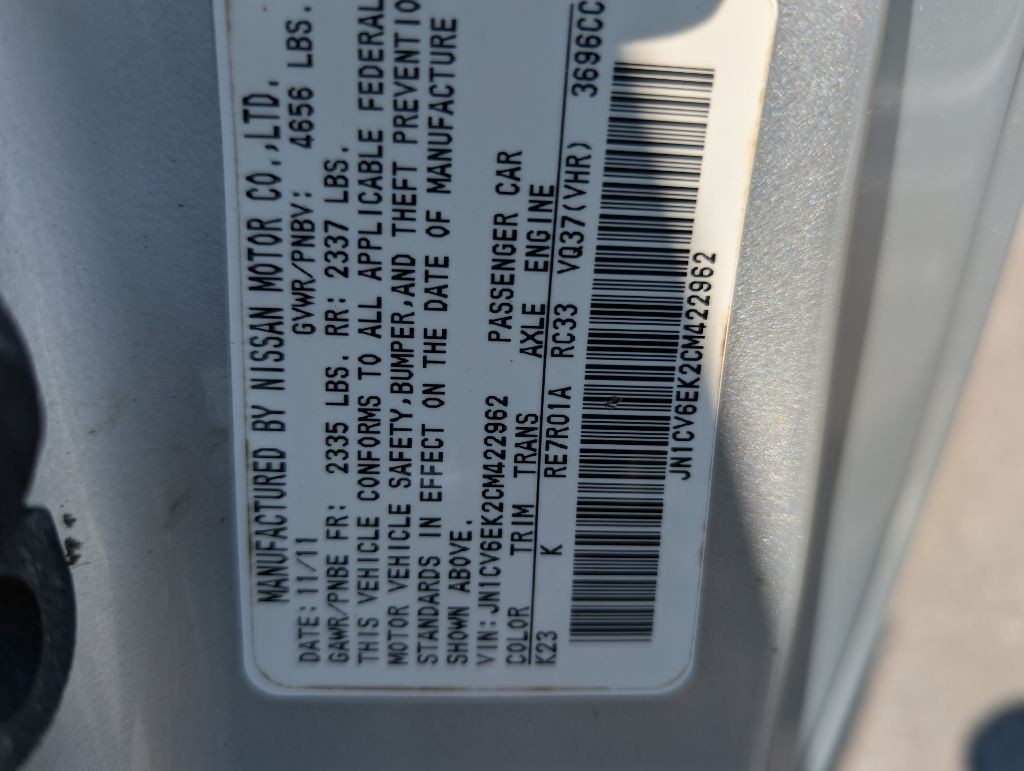 MANUFACTURED BY NISSAN MOTOR CO.,LTD.
DATE: 11/11 GVWR/PNBV: 4656 LBS.
GAWR/PNBE FR: 2335 LBS. RR: 2337 LBS.
THIS VEHICLE CONFORMS TO ALL APPLICABLE FEDERAL
MOTOR VEHICLE SAFETY,BUMPER,AND THEFT PREVENTIO
STANDARDS IN EFFECT ON THE DATE OF MANUFACTURE
SHOWN ABOVE.
VIN:JN1CV6EK2CM422962 PASSENGER CAR
COLOR TRIM TRANS AXLE ENGINE
K23 K RE7R01A RC33 VQ37(VHR) 3696CC
JN1CV6EK2CM422962